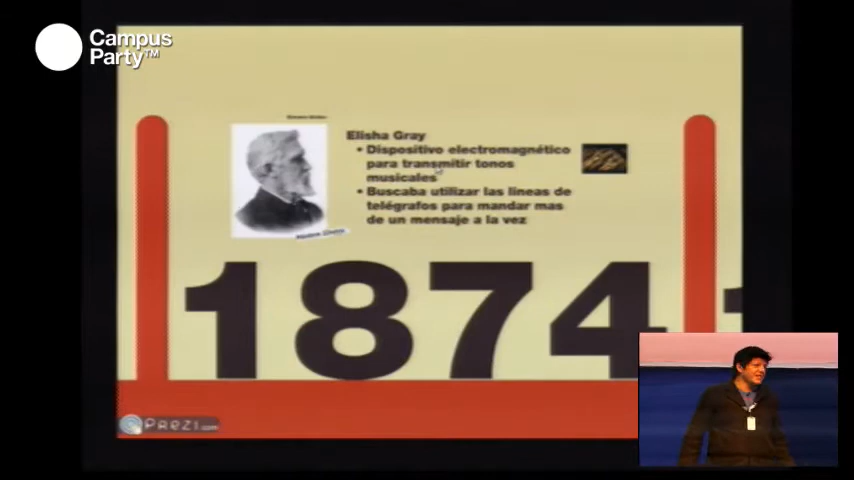 Campus
Party™
Elisha Gray
• Dispositivo electromagnético
para transmitir tonos
musicales
• Buscaba utilizar las lineas de
telégrafos para mandar mas
de un mensaje a la vez
1874
PREZI.com